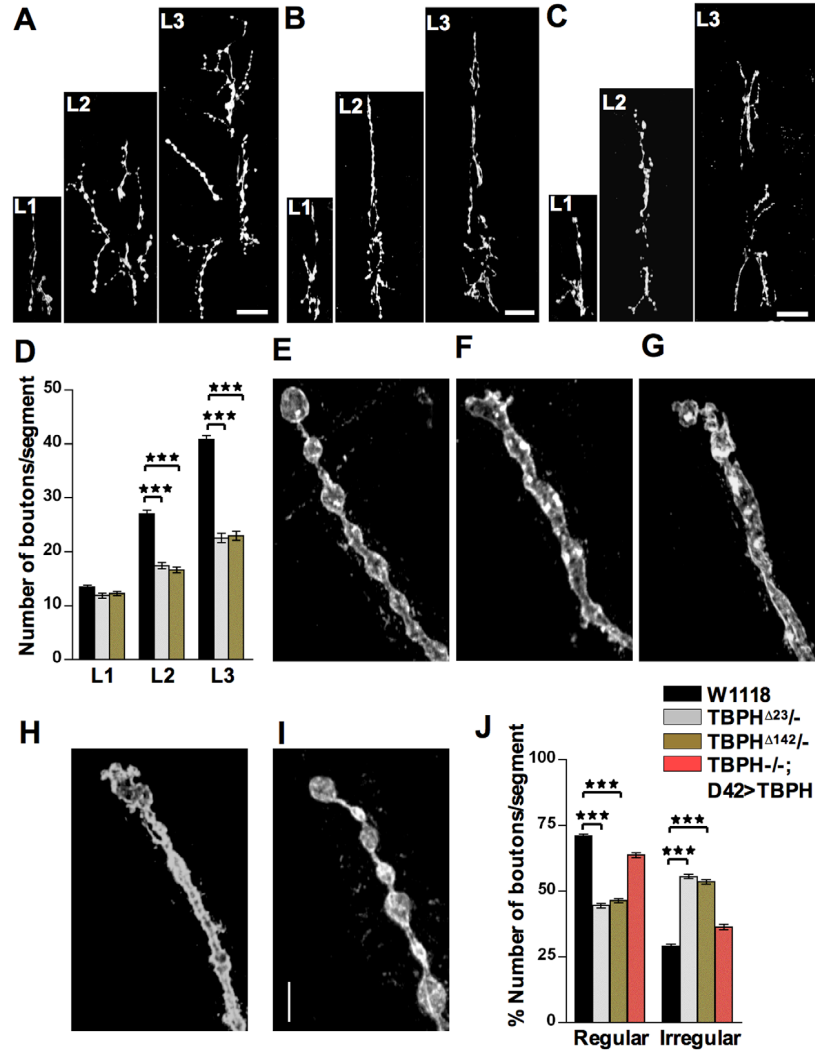 A
L1
L2
L3
B
L1
L2
L3
C
L1
L2
L3
D
Number of boutons/segment
50
40
30
20
10
0
★★★
★★★
★★★
★★★
L1 L2 L3
E
F
G
H
I
J
W1118
TBPHΔ23/-
TBPHΔ142/-
TBPH-/-;
D42>TBPH
% Number of boutons/segment
100
75
50
25
0
★★★
★★★
★★★
★★★
Regular Irregular